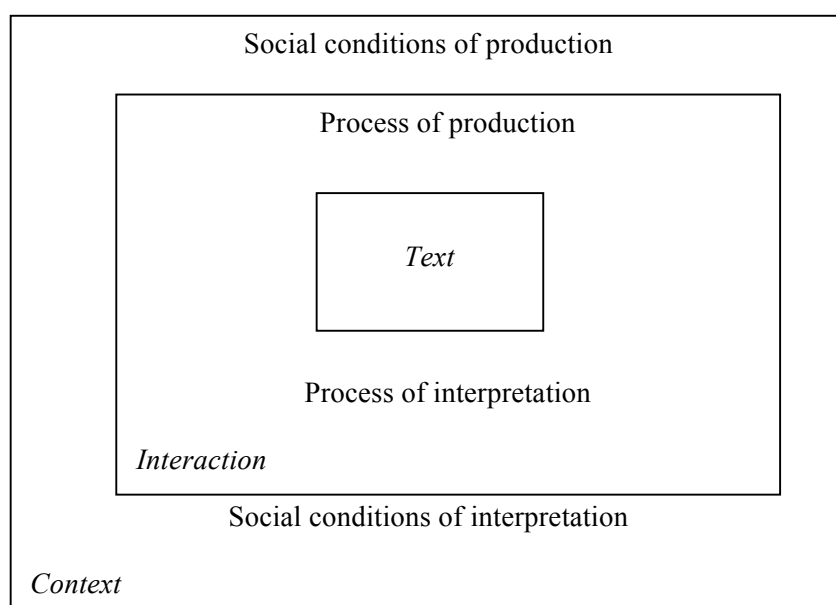 Social conditions of production
Process of production
Text
Process of interpretation
Interaction
Social conditions of interpretation
Context